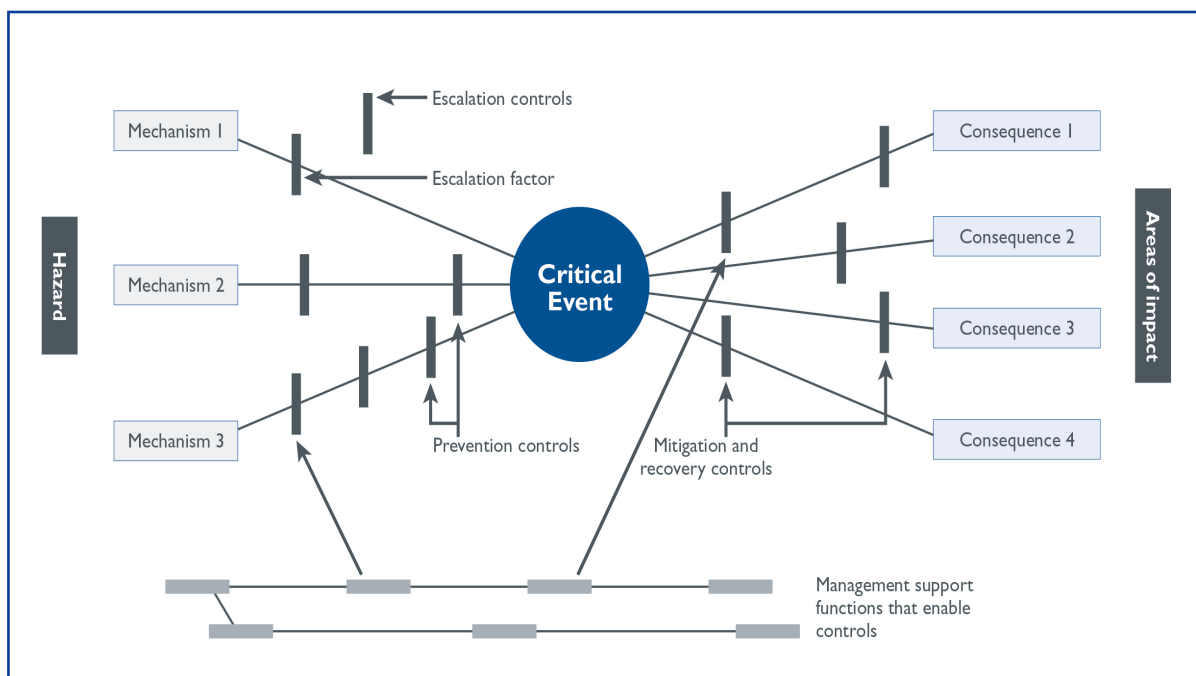 Escalation controls
Mechanism 1
Consequence 1
Escalation factor
Hazard
Areas of impact
Consequence 2
Mechanism 2
Critical
Event
Consequence 3
Mechanism 3
Prevention controls
Mitigation and
recovery controls
Consequence 4
Management support
functions that enable
controls